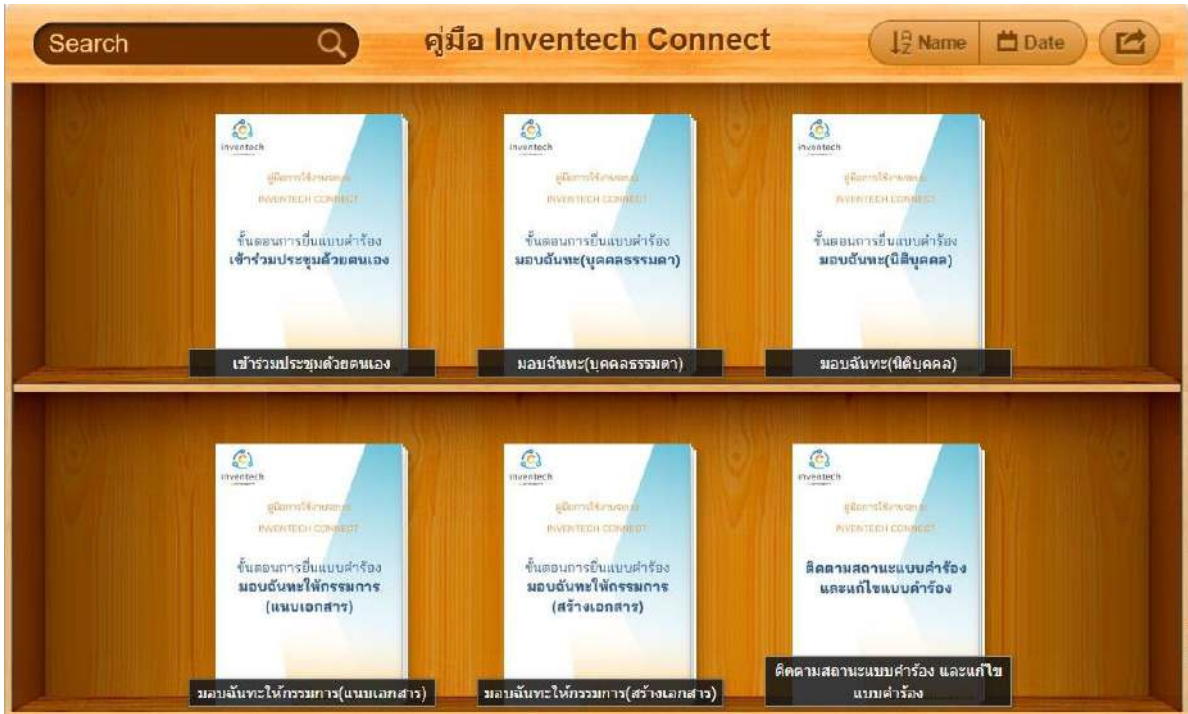 Search
คู่มือ Inventech Connect
Name
Date
inventech
คู่มือการใช้งานระบบ
INVENTECH CONNECT
ขั้นตอนการยื่นแบบคำร้อง
เข้าร่วมประชุมด้วยตนเอง
เข้าร่วมประชุมด้วยตนเอง
inventech
คู่มือการใช้งานระบบ
INVENTECH CONNECT
ขั้นตอนการยื่นแบบคำร้อง
มอบฉันทะ(บุคคลธรรมดา)
มอบฉันทะ(บุคคลธรรมดา)
inventech
คู่มือการใช้งานระบบ
INVENTECH CONNECT
ขั้นตอนการยื่นแบบคำร้อง
มอบฉันทะ(นิติบุคคล)
มอบฉันทะ(นิติบุคคล)
inventech
คู่มือการใช้งานระบบ
INVENTECH CONNECT
ขั้นตอนการยื่นแบบคำร้อง
มอบฉันทะให้กรรมการ
(แนบเอกสาร)
มอบฉันทะให้กรรมการ(แนบเอกสาร)
inventech
คู่มือการใช้งานระบบ
INVENTECH CONNECT
ขั้นตอนการยื่นแบบคำร้อง
มอบฉันทะให้กรรมการ
(สร้างเอกสาร)
มอบฉันทะให้กรรมการ(สร้างเอกสาร)
inventech
คู่มือการใช้งานระบบ
INVENTECH CONNECT
ติดตามสถานะแบบคำร้อง
และแก้ไขแบบคำร้อง
ติดตามสถานะแบบคำร้อง และแก้ไข
แบบคำร้อง